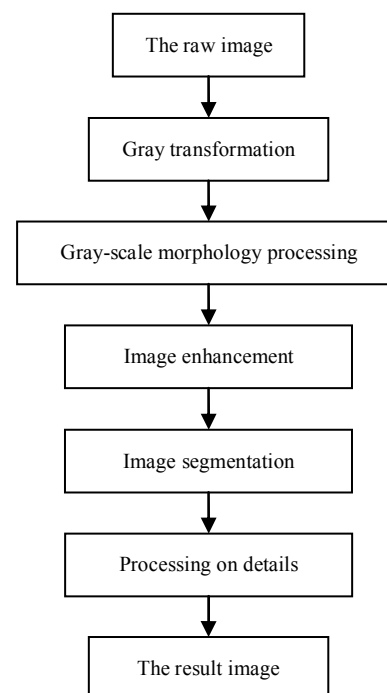 The raw image
Gray transformation
Gray-scale morphology processing
Image enhancement
Image segmentation
Processing on details
The result image